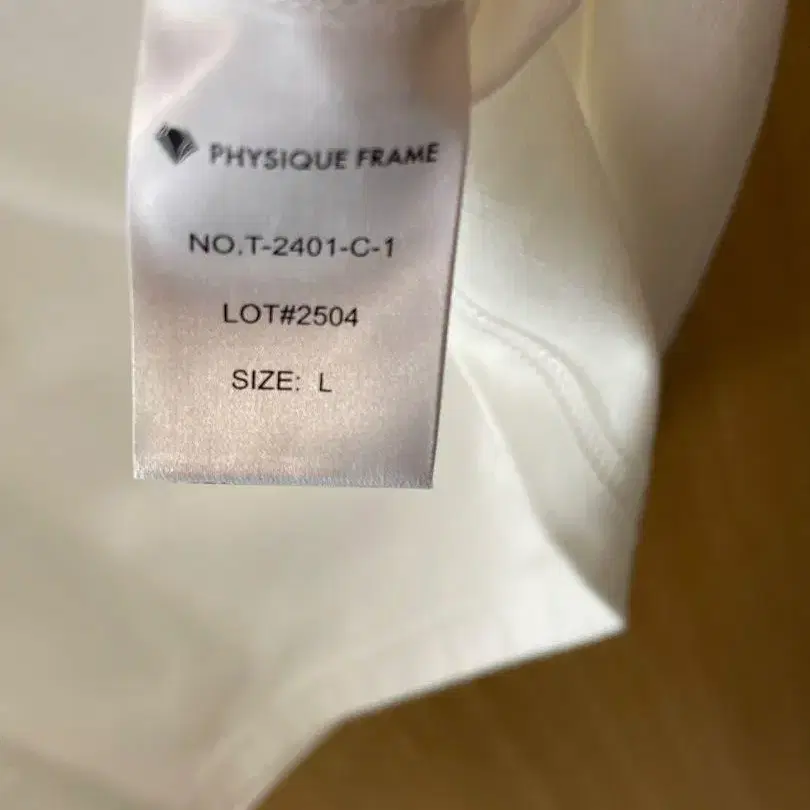 PHYSIQUE FRAME
NO.T-2401-C-1
LOT#2504
SIZE: L